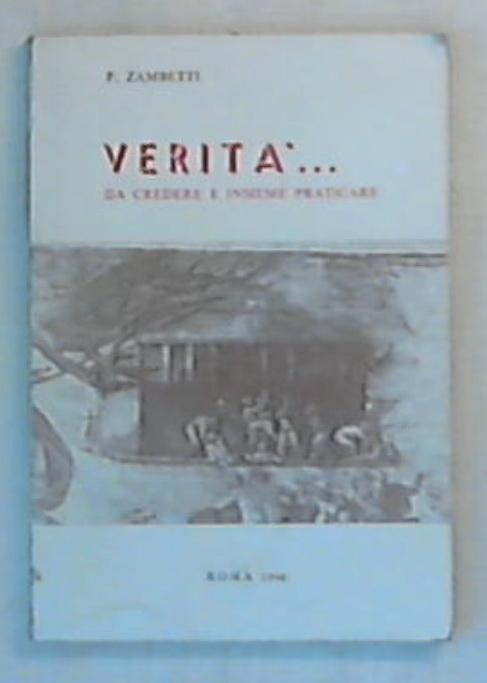 P. ZAMBETTI
VERITA'...
DA CREDERE E INSIEME PRATICARE
ROMA